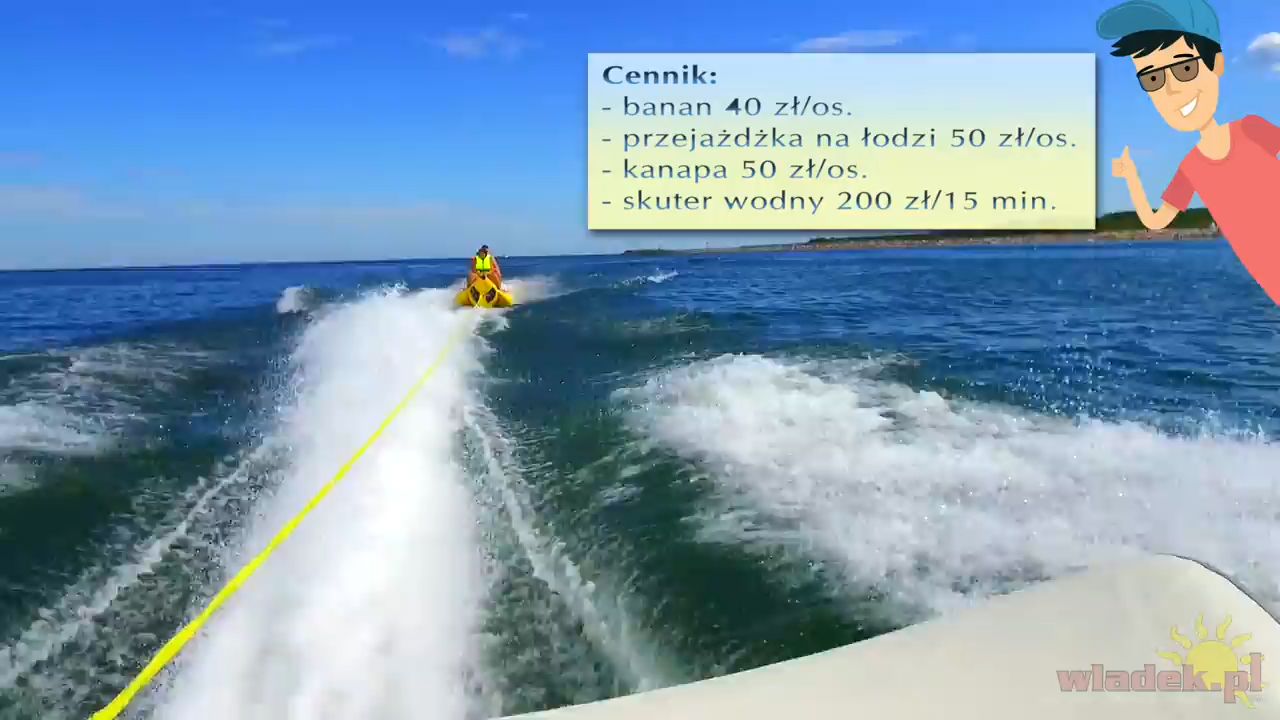 Cennik:
- banan 40 zł/os.
- przejażdżka na łodzi 50 zł/os.
- kanapa 50 zł/os.
- skuter wodny 200 zł/15 min.
wladek.pl